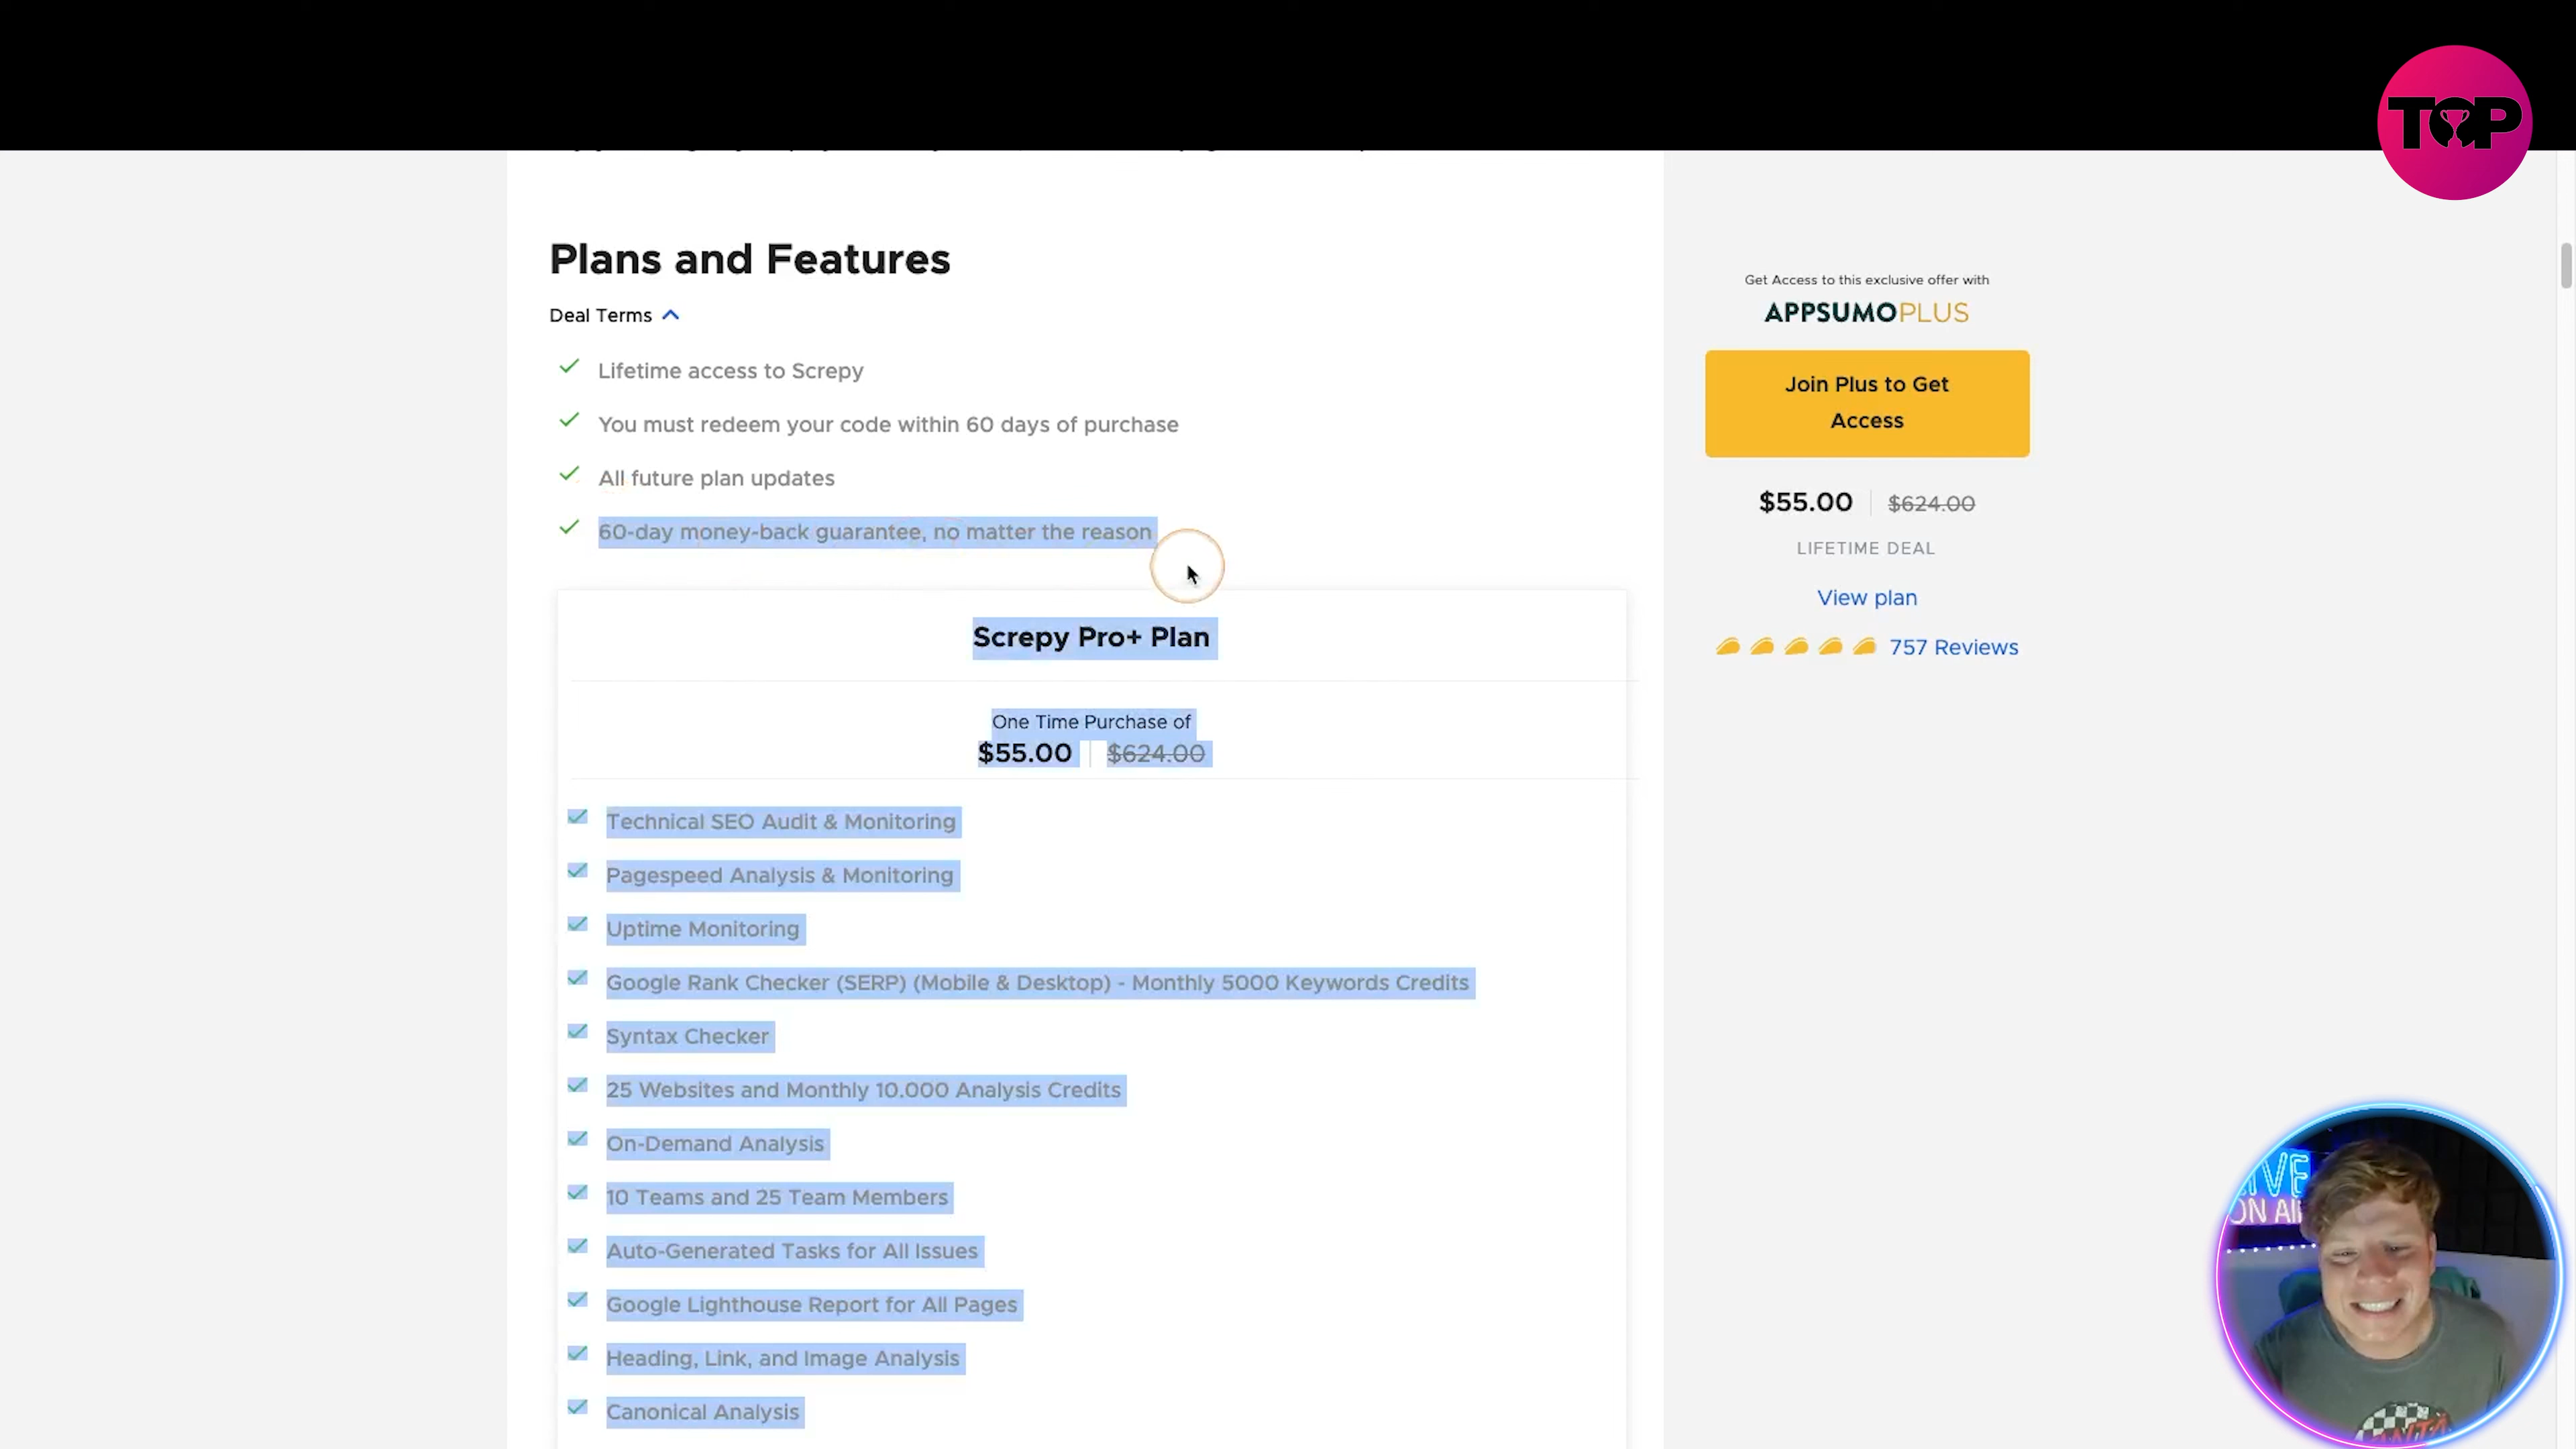 TOP
Plans and Features
Deal Terms
Lifetime access to Screpy
You must redeem your code within 60 days of purchase
All future plan updates
60-day money-back guarantee, no matter the reason
Screpy Pro+ Plan
One Time Purchase of
$55.00 $624.00
Technical SEO Audit & Monitoring
Pagespeed Analysis & Monitoring
Uptime Monitoring
Google Rank Checker (SERP) (Mobile & Desktop) - Monthly 5000 Keywords Credits
Syntax Checker
25 Websites and Monthly 10.000 Analysis Credits
On-Demand Analysis
10 Teams and 25 Team Members
Auto-Generated Tasks for All Issues
Google Lighthouse Report for All Pages
Heading, Link, and Image Analysis
Canonical Analysis
Get Access to this exclusive offer with
APPSUMOPLUS
Join Plus to Get
Access
$55.00 $624.00
LIFETIME DEAL
View plan
757 Reviews
ON